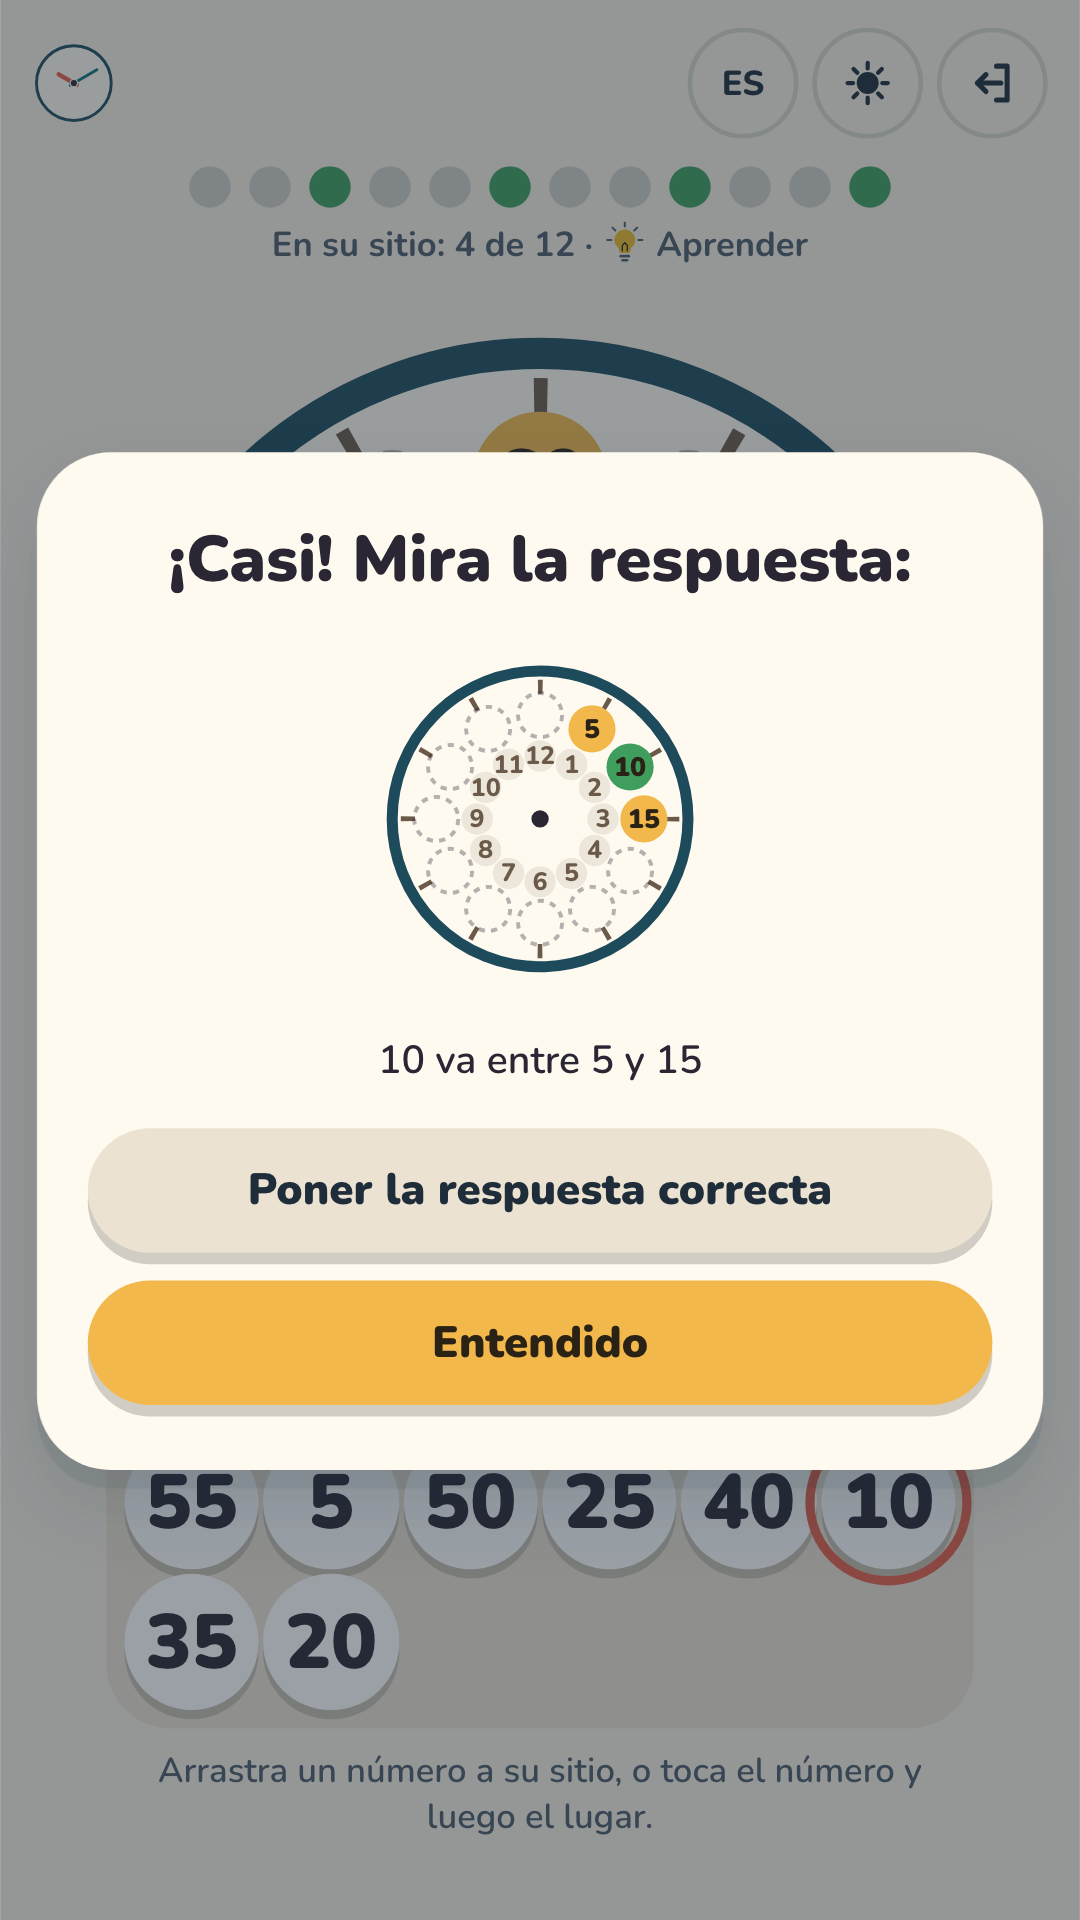 ES
En su sitio: 4 de 12 · Aprender
¡Casi! Mira la respuesta:
5
10
15
12
1
2
3
4
5
6
7
8
9
10
11
10 va entre 5 y 15
Poner la respuesta correcta
Entendido
55 5 50 25 40 10
35 20
Arrastra un número a su sitio, o toca el número y
luego el lugar.